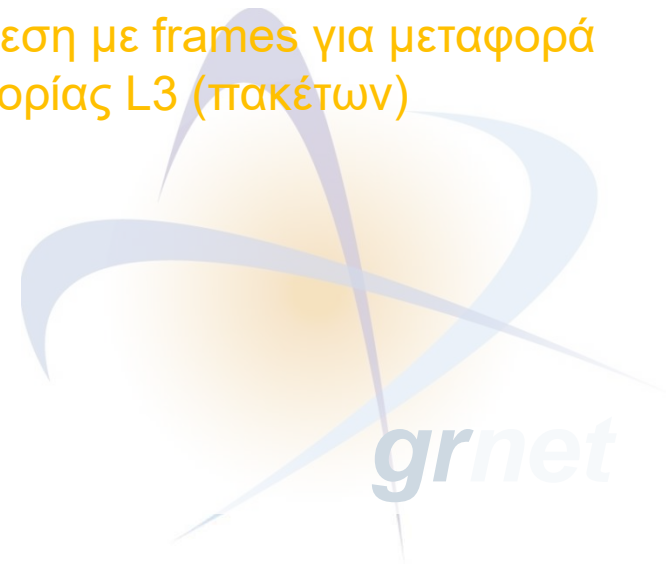 εση με frames για μεταφορά
ορίας L3 (πακέτων)
grnet